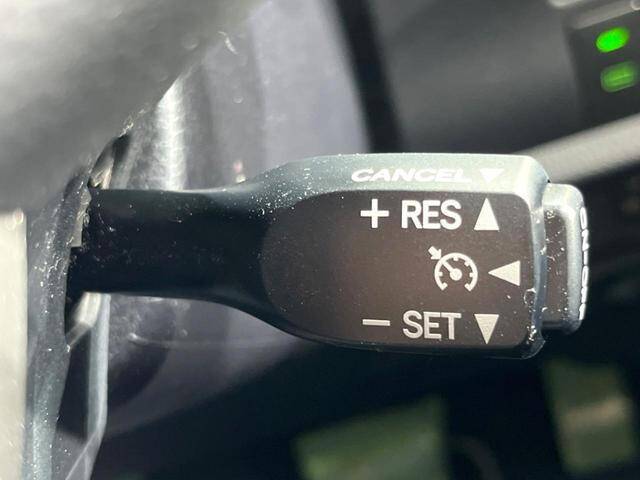 CANCEL ▼
+ RES ▲
◀
− SET ▼